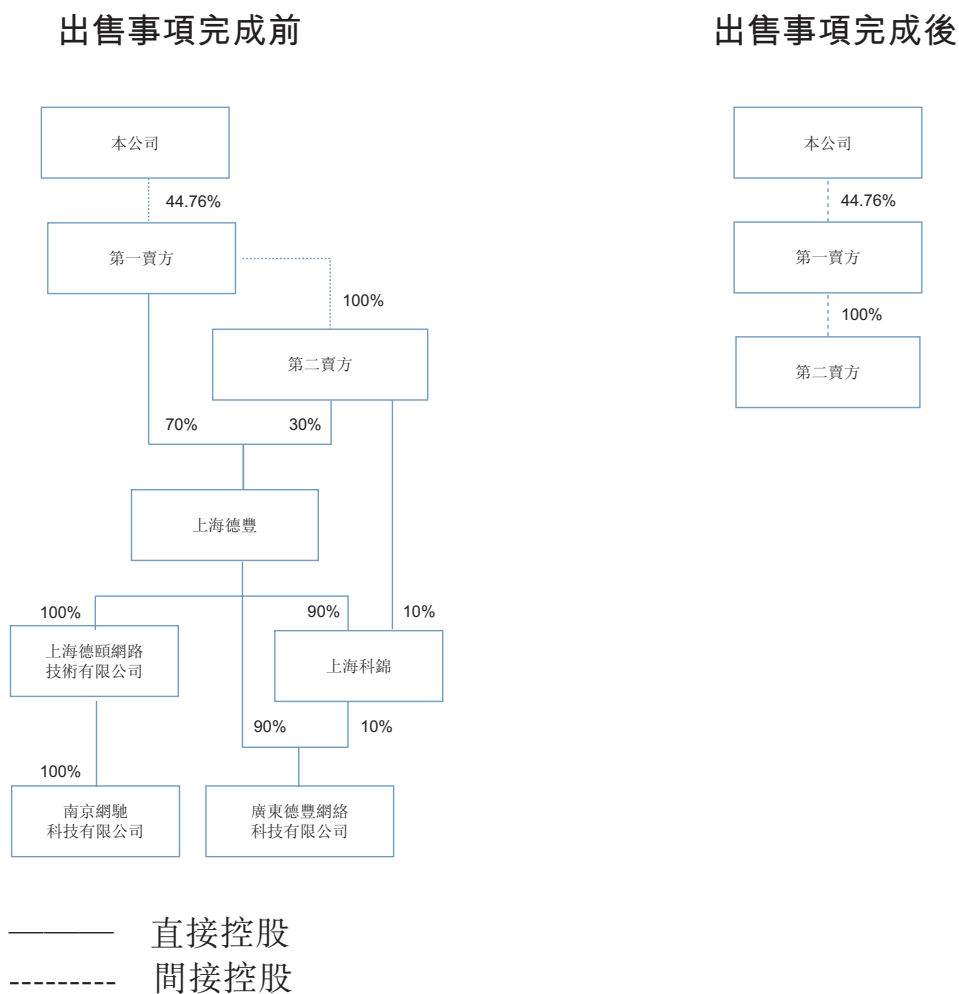 出售事項完成前
出售事項完成後
本公司
44.76%
第一賣方
100%
第二賣方
70%
30%
上海德豐
100%
90%
10%
上海德頤網路
技術有限公司
上海科錦
90%
10%
100%
南京網馳
科技有限公司
廣東德豐網絡
科技有限公司
本公司
44.76%
第一賣方
100%
第二賣方
直接控股
間接控股